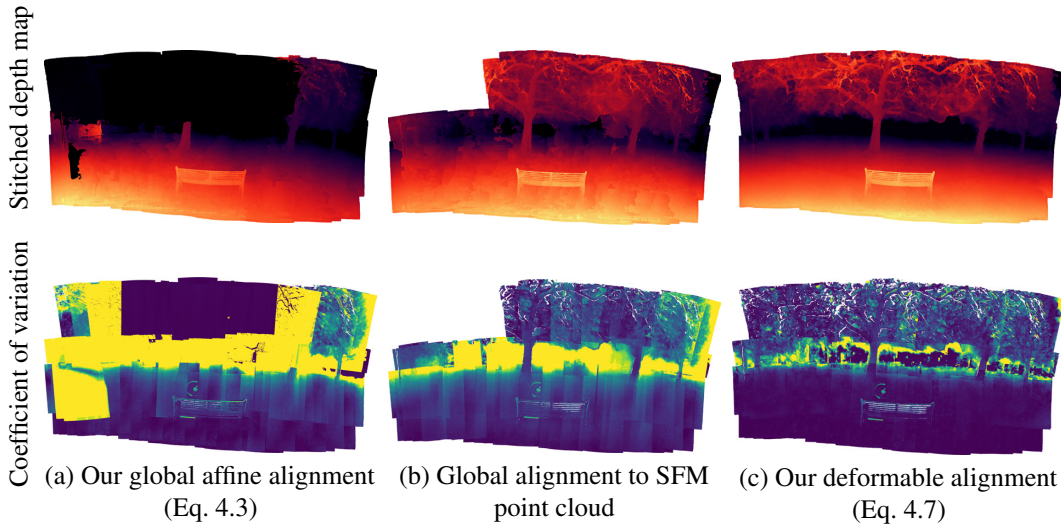 Stitched depth map
Coefficient of variation
(a) Our global affine alignment
(Eq. 4.3)
(b) Global alignment to SFM
point cloud
(c) Our deformable alignment
(Eq. 4.7)